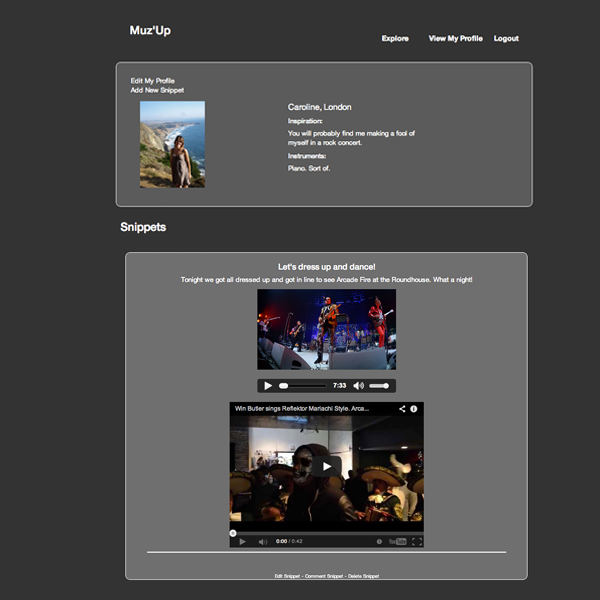 Muz'Up
Explore View My Profile Logout
Edit My Profile
Add New Snippet
Caroline, London
Inspiration:
You will probably find me making a fool of
myself in a rock concert.
Instruments:
Piano. Sort of.
Snippets
Let's dress up and dance!
Tonight we got all dressed up and got in line to see Arcade Fire at the Roundhouse. What a night!
7:33
Win Butler sings Reflektor Mariachi Style. Arca...
0:00 / 0:42 YouTube
Edit Snippet - Comment Snippet - Delete Snippet